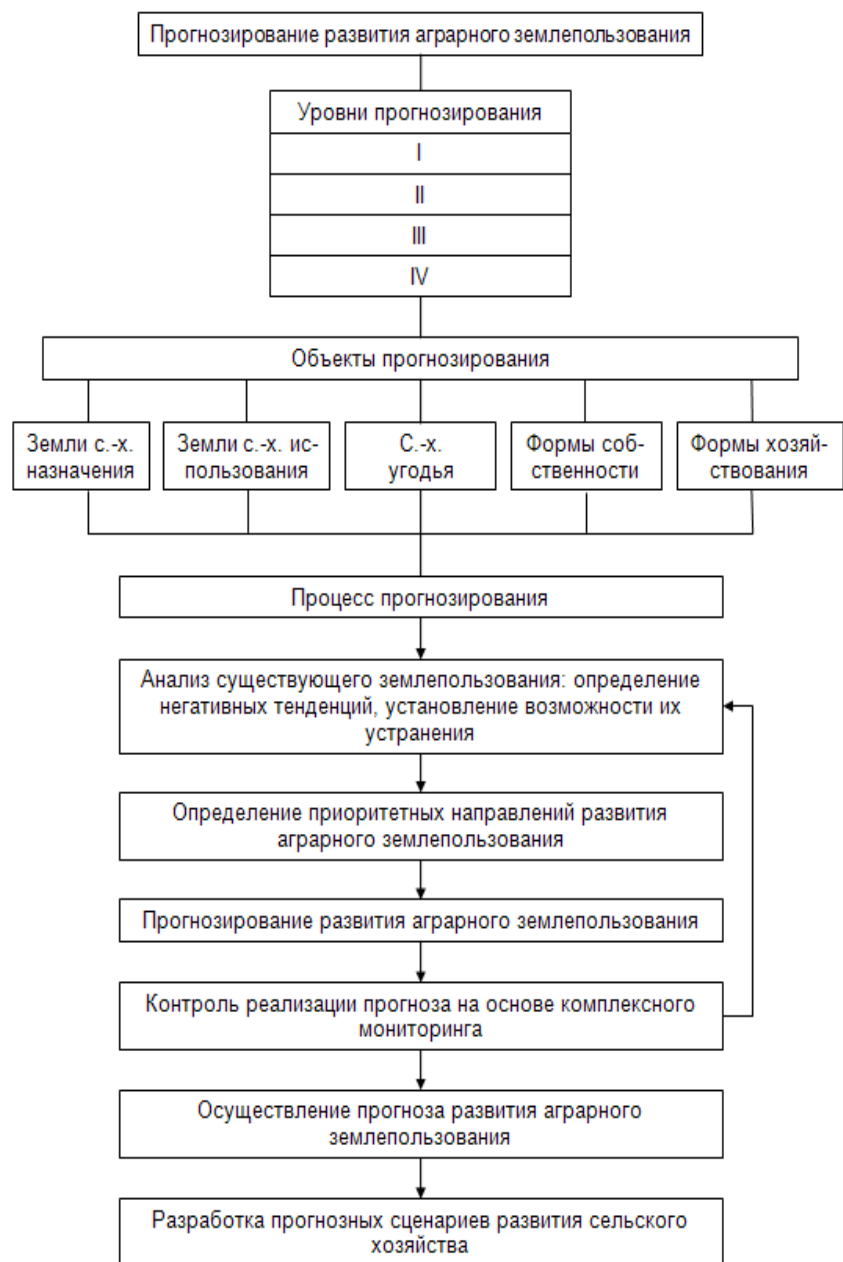 Прогнозирование развития аграрного землепользования
Уровни прогнозирования
I
II
III
IV
Объекты прогнозирования
Земли с.-х.
назначения
Земли с.-х. ис-
пользования
С.-х.
угодья
Формы соб-
ственности
Формы хозяй-
ствования
Процесс прогнозирования
Анализ существующего землепользования: определение
негативных тенденций, установление возможности их
устранения
Определение приоритетных направлений развития
аграрного землепользования
Прогнозирование развития аграрного землепользования
Контроль реализации прогноза на основе комплексного
мониторинга
Осуществление прогноза развития аграрного
землепользования
Разработка прогнозных сценариев развития сельского
хозяйства